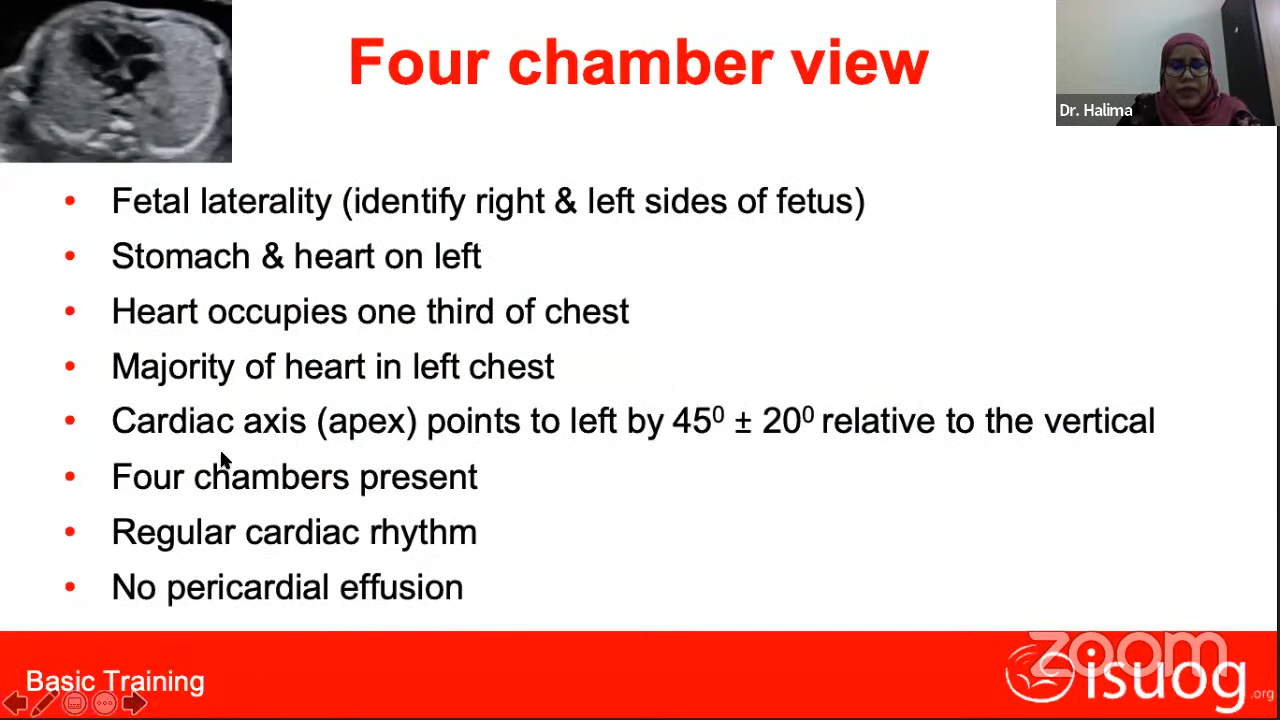 Four chamber view
Dr. Halima
• Fetal laterality (identify right & left sides of fetus)
• Stomach & heart on left
• Heart occupies one third of chest
• Majority of heart in left chest
• Cardiac axis (apex) points to left by 45⁰ ± 20⁰ relative to the vertical
• Four chambers present
• Regular cardiac rhythm
• No pericardial effusion
zoom
Basic Training
isuog.org